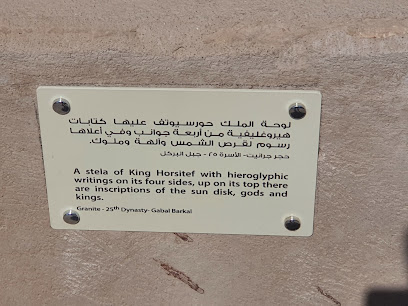 لوحة الملك حورسيوتف عليها كتابات
هيروغليفية من أربعة جوانب وفي أعلاها
رسوم لقرص الشمس وآلهة وملوك.
حجر جرانيت- الأسرة ٢٥ - جبل البركل
A stela of King Horsitef with hieroglyphic
writings on its four sides, up on its top there
are inscriptions of the sun disk, gods and
kings.
Granite - 25th Dynasty- Gabal Barkal